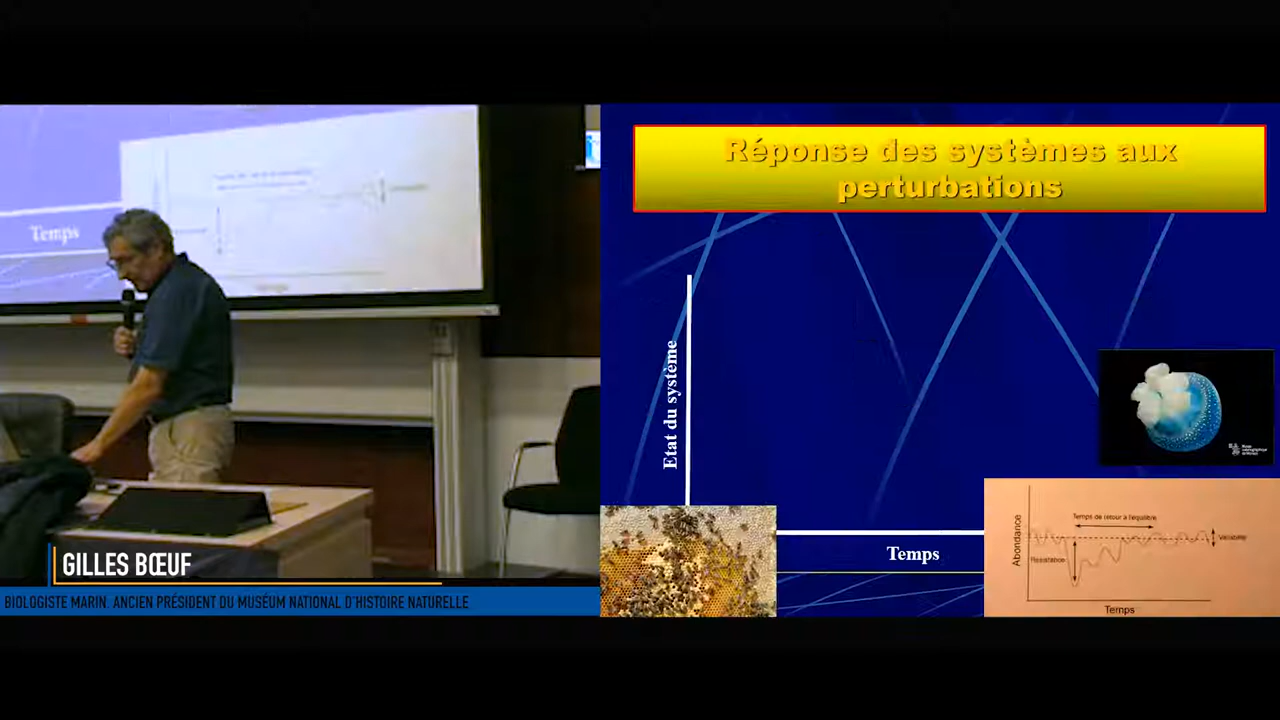 Temps
GILLES BŒUF
BIOLOGISTE MARIN. ANCIEN PRÉSIDENT DU MUSÉUM NATIONAL D'HISTOIRE NATURELLE
Réponse des systèmes aux
perturbations
Etat du système
Temps
Abondance
Temps de retour à l'équilibre
Résistance
Variabilité
Temps